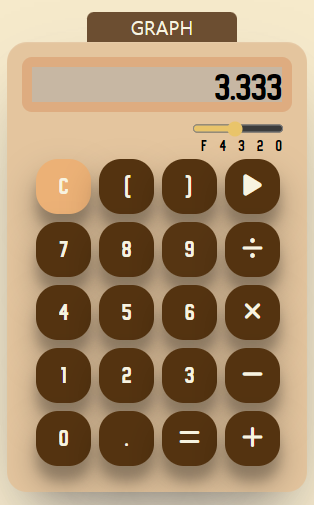 GRAPH
3.333
F 4 3 2 0
C ( ) ▶
7 8 9 ÷
4 5 6 ×
1 2 3 −
0 . = +